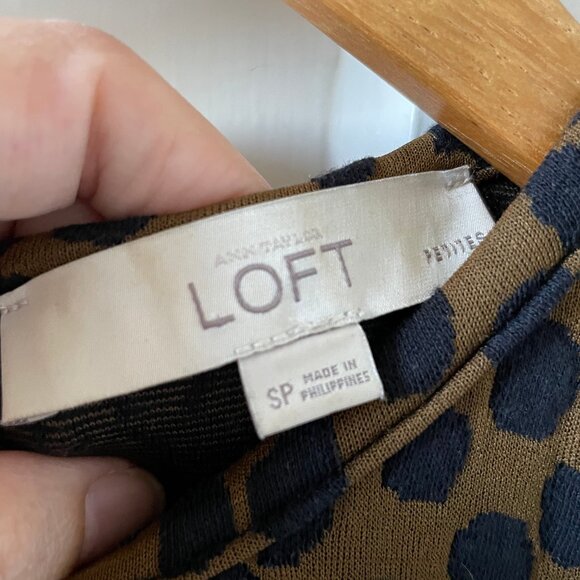 ANN TAYLOR
LOFT
PETITES
SP
MADE IN
PHILIPPINES